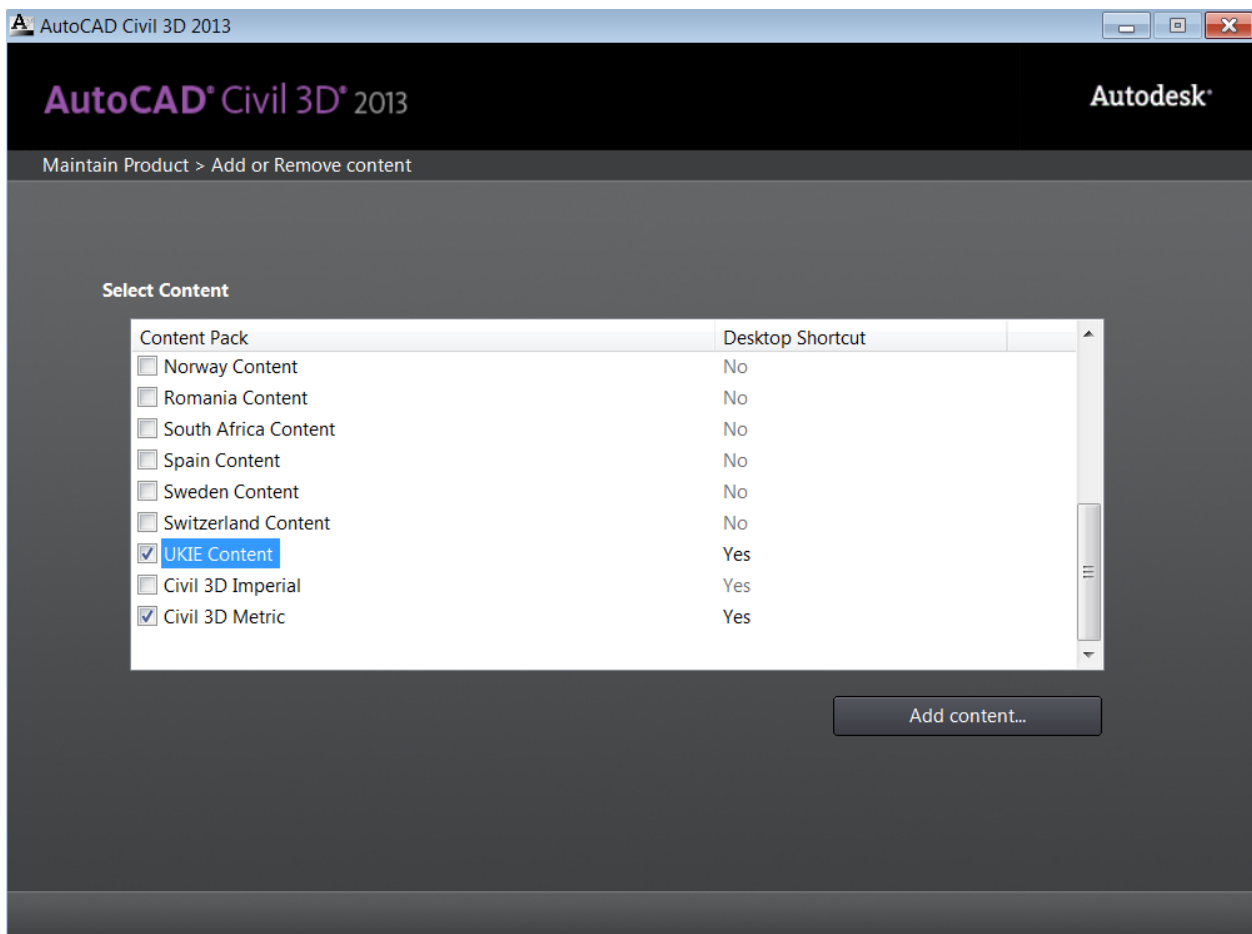 AutoCAD Civil 3D 2013
AutoCAD® Civil 3D® 2013
Autodesk®
Maintain Product > Add or Remove content
Select Content
Content Pack Desktop Shortcut
Norway Content No
Romania Content No
South Africa Content No
Spain Content No
Sweden Content No
Switzerland Content No
UKIE Content Yes
Civil 3D Imperial Yes
Civil 3D Metric Yes
Add content...